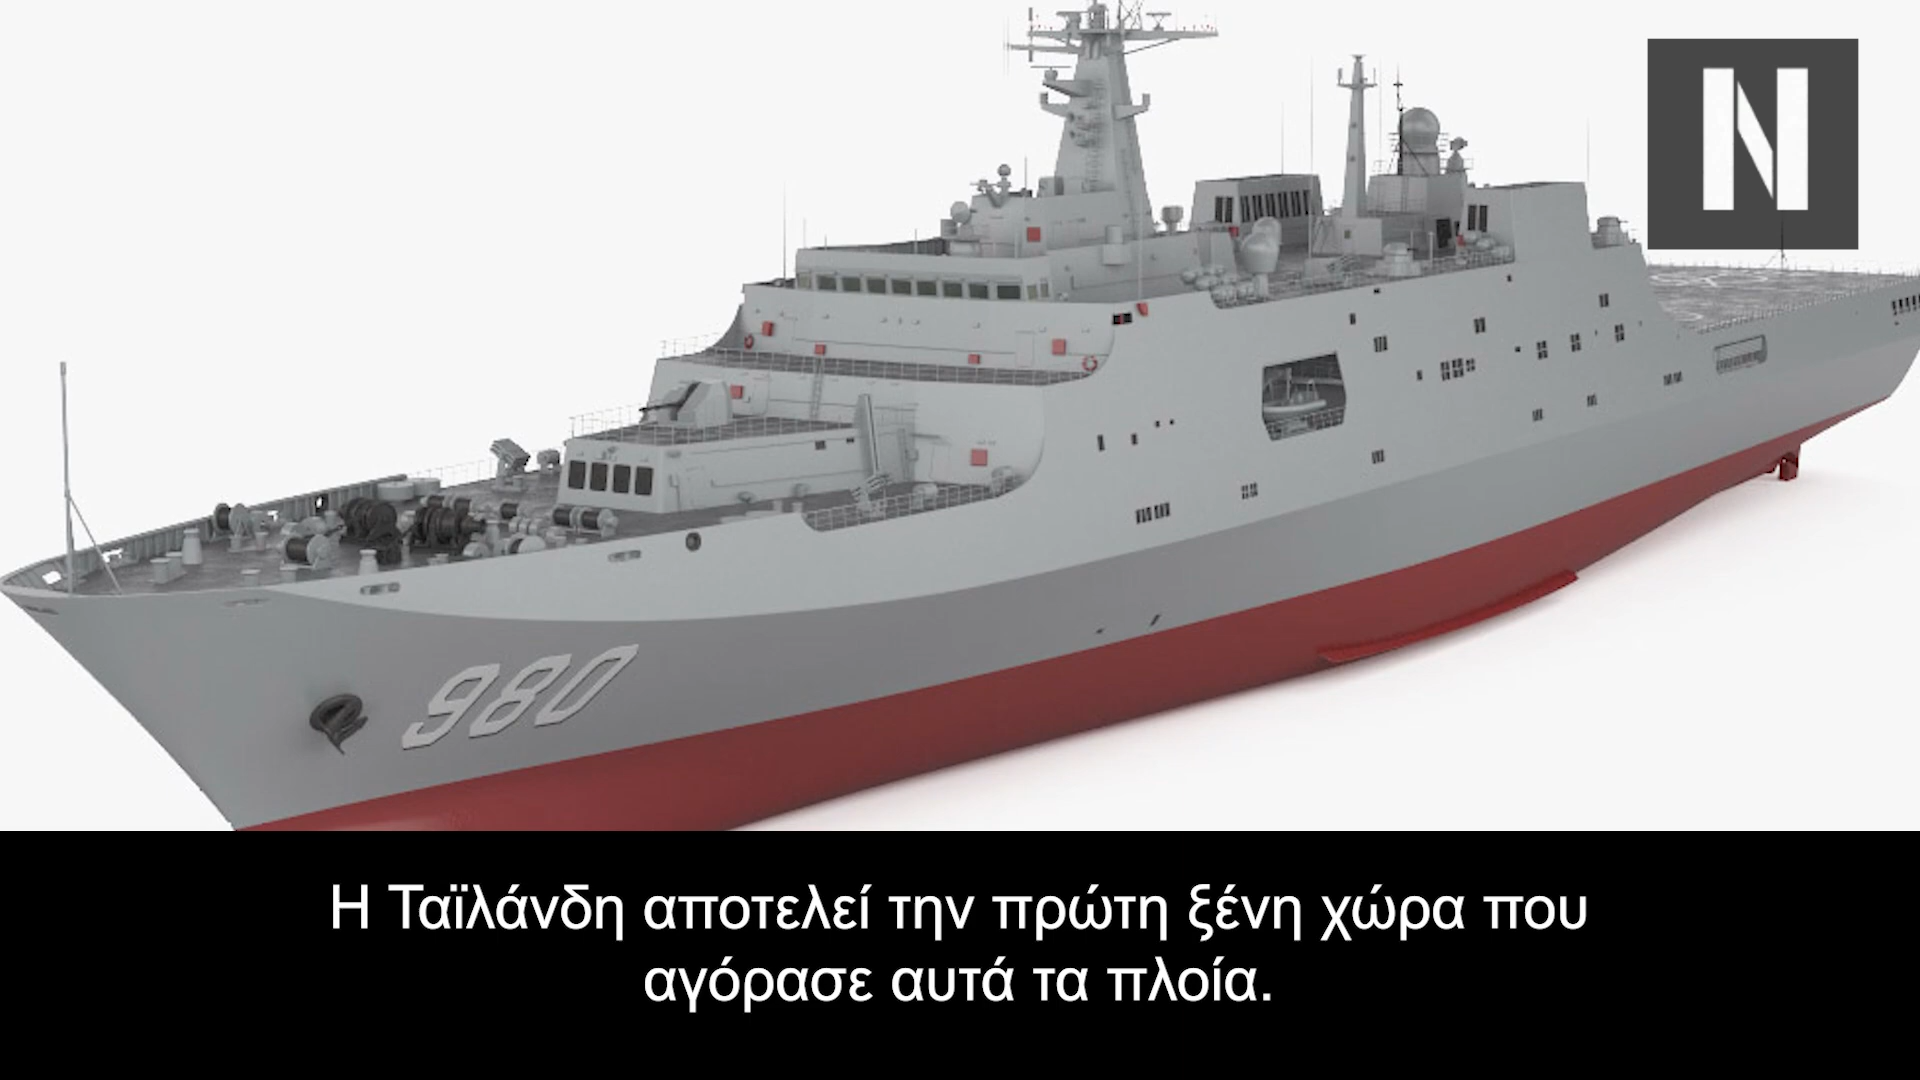 N
980
Η Ταϊλάνδη αποτελεί την πρώτη ξένη χώρα που
αγόρασε αυτά τα πλοία.